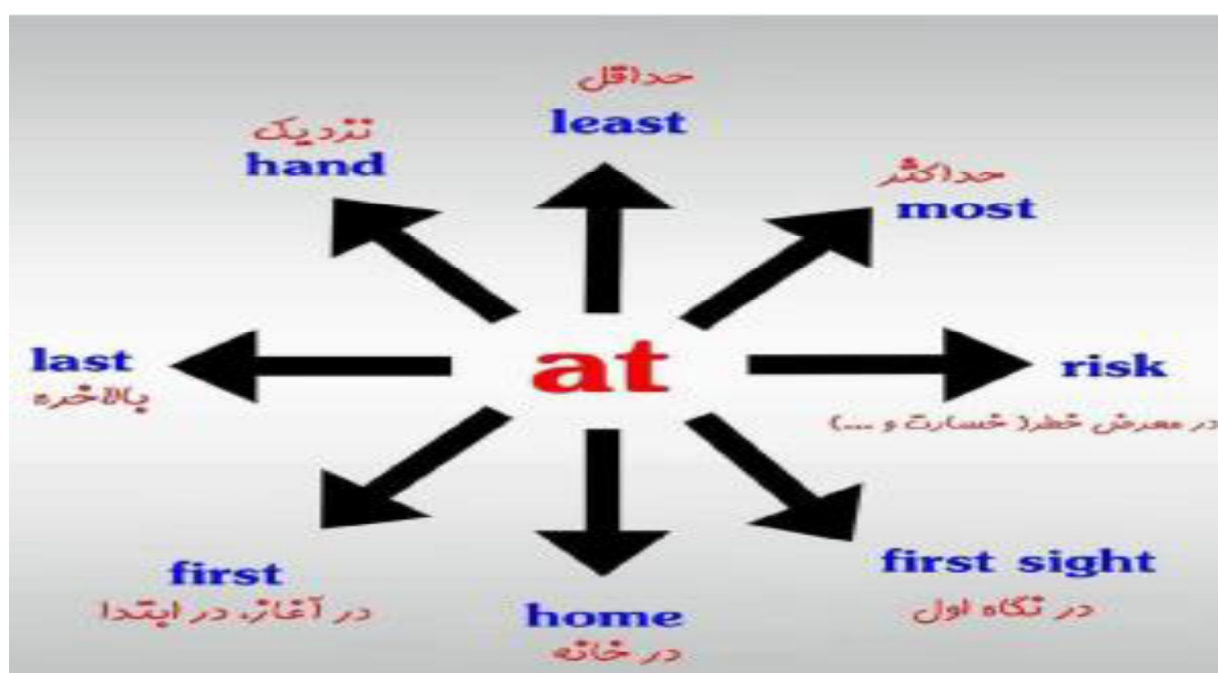 حداقل
least
نزدیک
hand
حداکثر
most
at
last
بالاخره
risk
در معرض خطر( خسارت و ...)
first
در آغاز، در ابتدا
home
در خانه
first sight
در نگاه اول